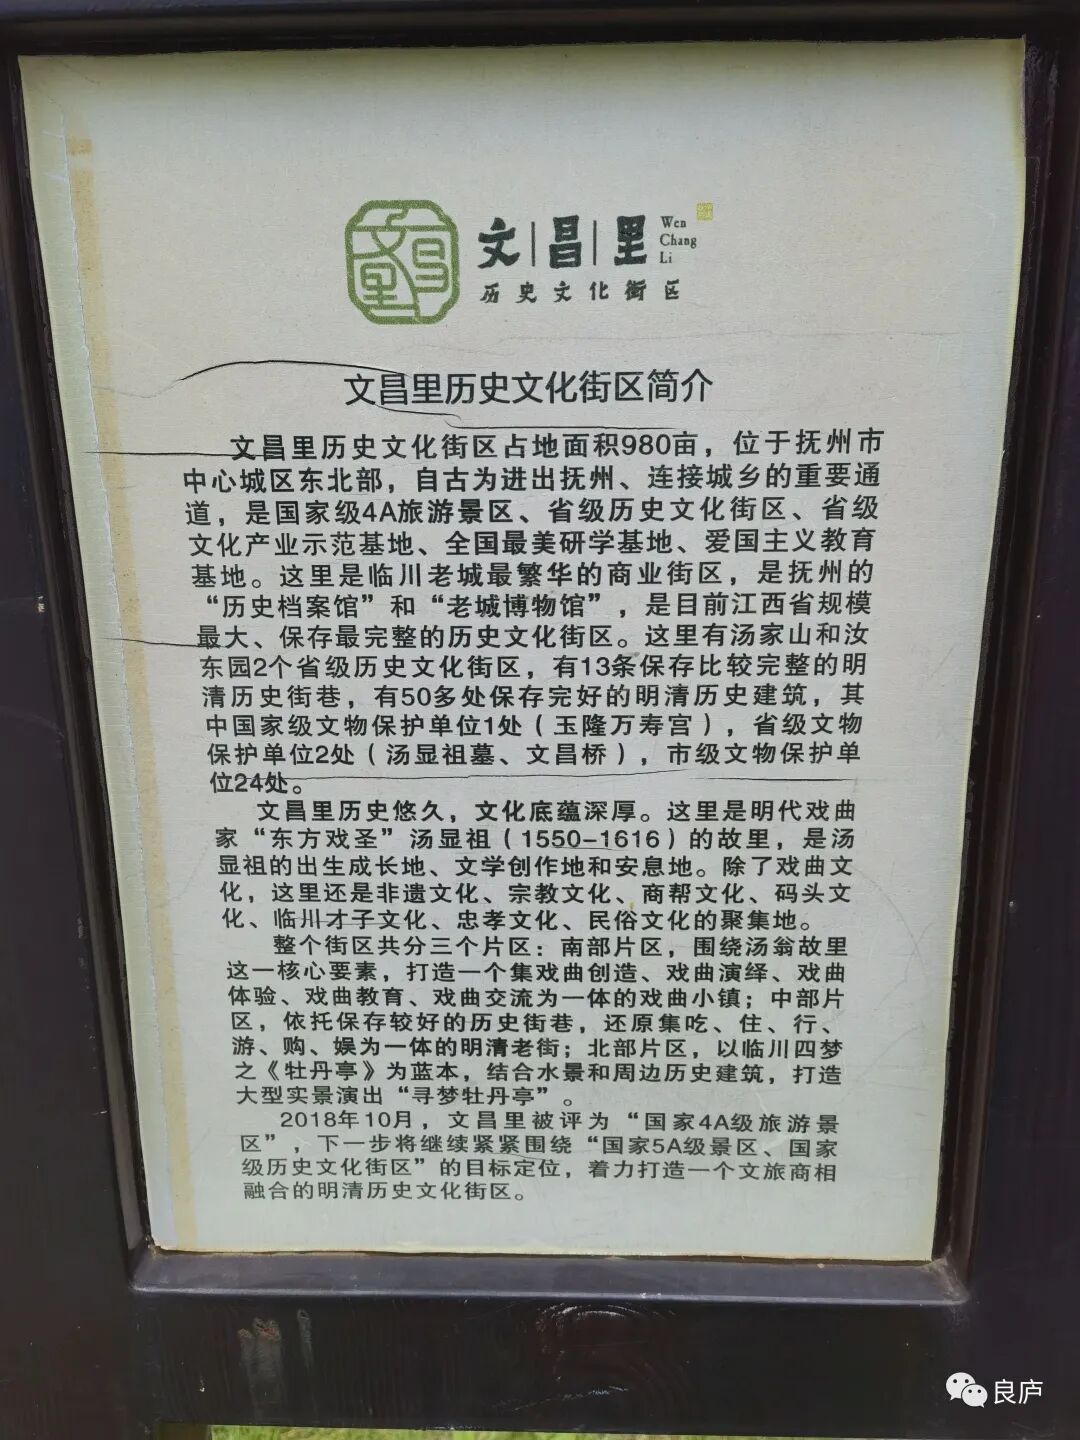 文昌里
Wen
Chang
Li
历史文化街区
文昌里历史文化街区简介
文昌里历史文化街区占地面积980亩，位于抚州市
中心城区东北部，自古为进出抚州、连接城乡的重要通
道，是国家级4A旅游景区、省级历史文化街区、省级
文化产业示范基地、全国最美研学基地、爱国主义教育
基地。这里是临川老城最繁华的商业街区，是抚州的
“历史档案馆”和“老城博物馆”，是目前江西省规模
最大、保存最完整的历史文化街区。这里有汤家山和汝
东园2个省级历史文化街区，有13条保存比较完整的明
清历史街巷，有50多处保存完好的明清历史建筑，其
中国家级文物保护单位1处（玉隆万寿宫），省级文物
保护单位2处（汤显祖墓、文昌桥），市级文物保护单
位24处。
文昌里历史悠久，文化底蕴深厚。这里是明代戏曲
家“东方戏圣”汤显祖（1550-1616）的故里，是汤
显祖的出生成长地、文学创作地和安息地。除了戏曲文
化，这里还是非遗文化、宗教文化、商帮文化、码头文
化、临川才子文化、忠孝文化、民俗文化的聚集地。
整个街区共分三个片区：南部片区，围绕汤翁故里
这一核心要素，打造一个集戏曲创造、戏曲演绎、戏曲
体验、戏曲教育、戏曲交流为一体的戏曲小镇；中部片
区，依托保存较好的历史街巷，还原集吃、住、行、
游、购、娱为一体的明清老街；北部片区，以临川四梦
之《牡丹亭》为蓝本，结合水景和周边历史建筑，打造
大型实景演出“寻梦牡丹亭”。
2018年10月，文昌里被评为“国家4A级旅游景
区”，下一步将继续紧紧围绕“国家5A级景区、国家
级历史文化街区”的目标定位，着力打造一个文旅商相
融合的明清历史文化街区。
良庐